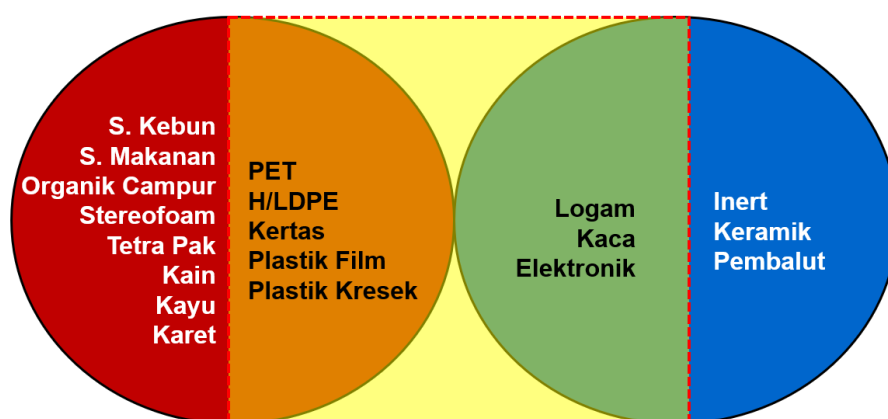 S. Kebun
S. Makanan
Organik Campur
Stereofoam
Tetra Pak
Kain
Kayu
Karet
PET
H/LDPE
Kertas
Plastik Film
Plastik Kresek
Logam
Kaca
Elektronik
Inert
Keramik
Pembalut